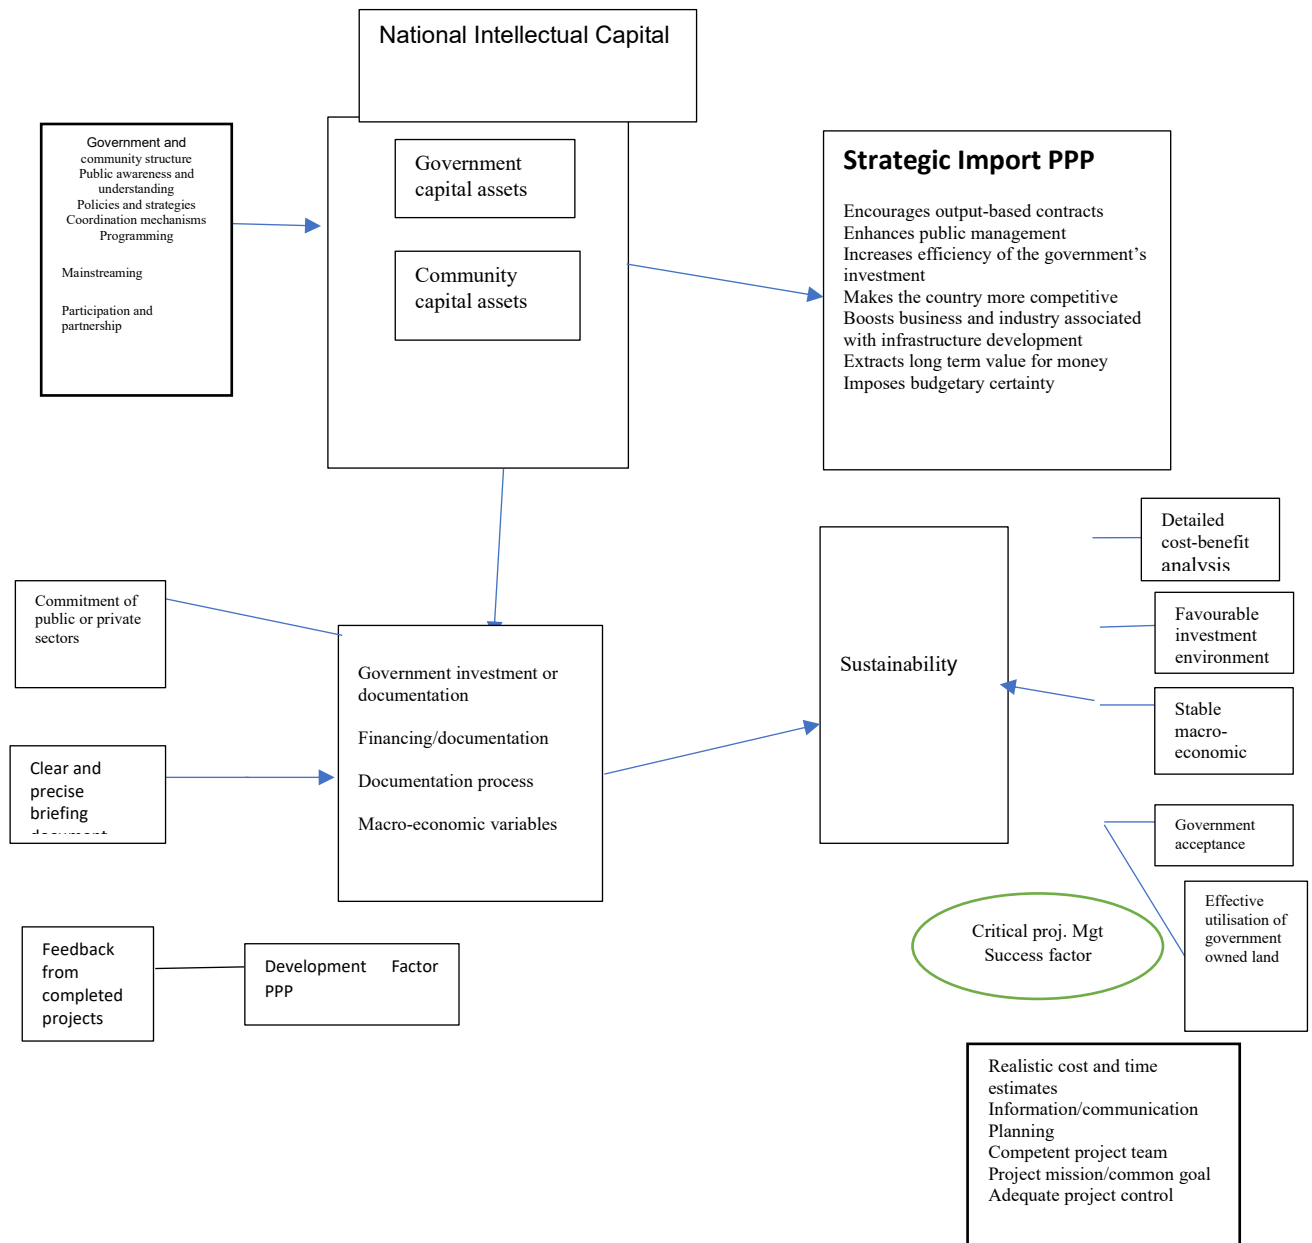 National Intellectual Capital
Government and
community structure
Public awareness and
understanding
Policies and strategies
Coordination mechanisms
Programming
Mainstreaming
Participation and
partnership
Government
capital assets
Community
capital assets
Strategic Import PPP
Encourages output-based contracts
Enhances public management
Increases efficiency of the government’s
investment
Makes the country more competitive
Boosts business and industry associated
with infrastructure development
Extracts long term value for money
Imposes budgetary certainty
Commitment of
public or private
sectors
Clear and
precise
briefing
Feedback
from
completed
projects
Development Factor
PPP
Government investment or
documentation
Financing/documentation
Documentation process
Macro-economic variables
Sustainability
Detailed
cost-benefit
analysis
Favourable
investment
environment
Stable
macro-
economic
Government
acceptance
Effective
utilisation of
government
owned land
Critical proj. Mgt
Success factor
Realistic cost and time
estimates
Information/communication
Planning
Competent project team
Project mission/common goal
Adequate project control